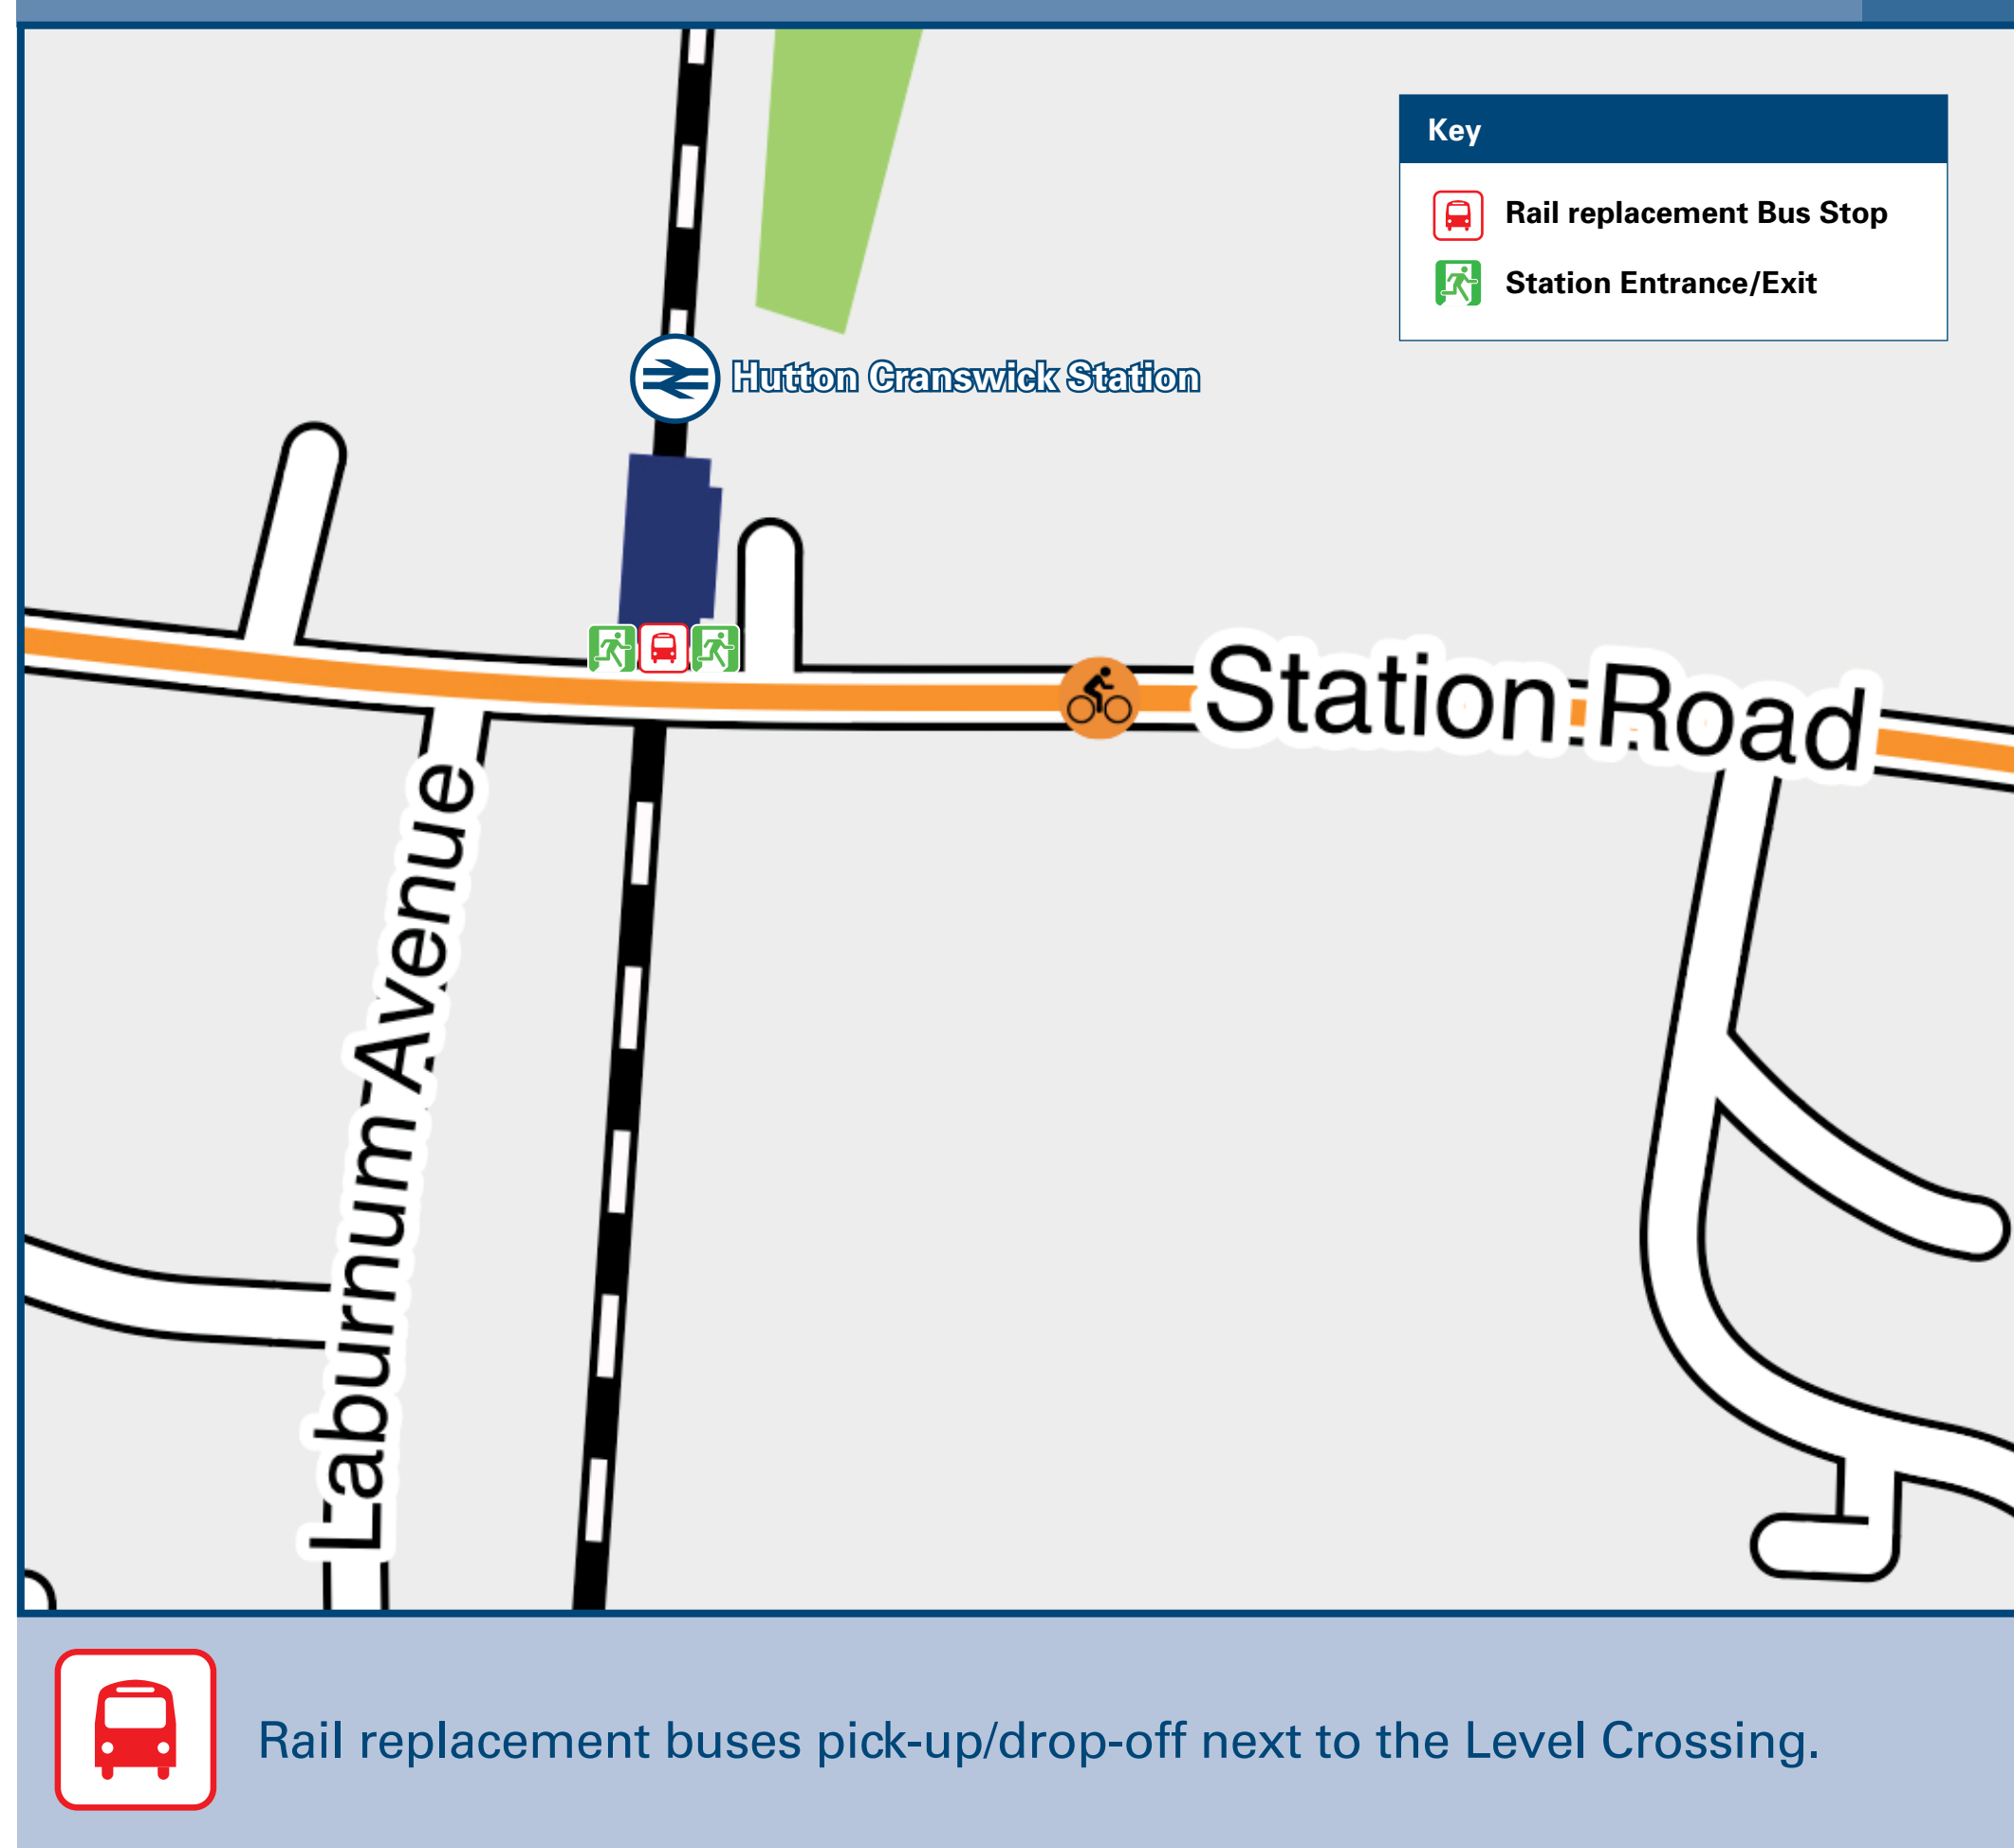 Key
Rail replacement Bus Stop
Station Entrance/Exit
Hutton Cranswick Station
Station Road
Laburnum Avenue
Rail replacement buses pick-up/drop-off next to the Level Crossing.